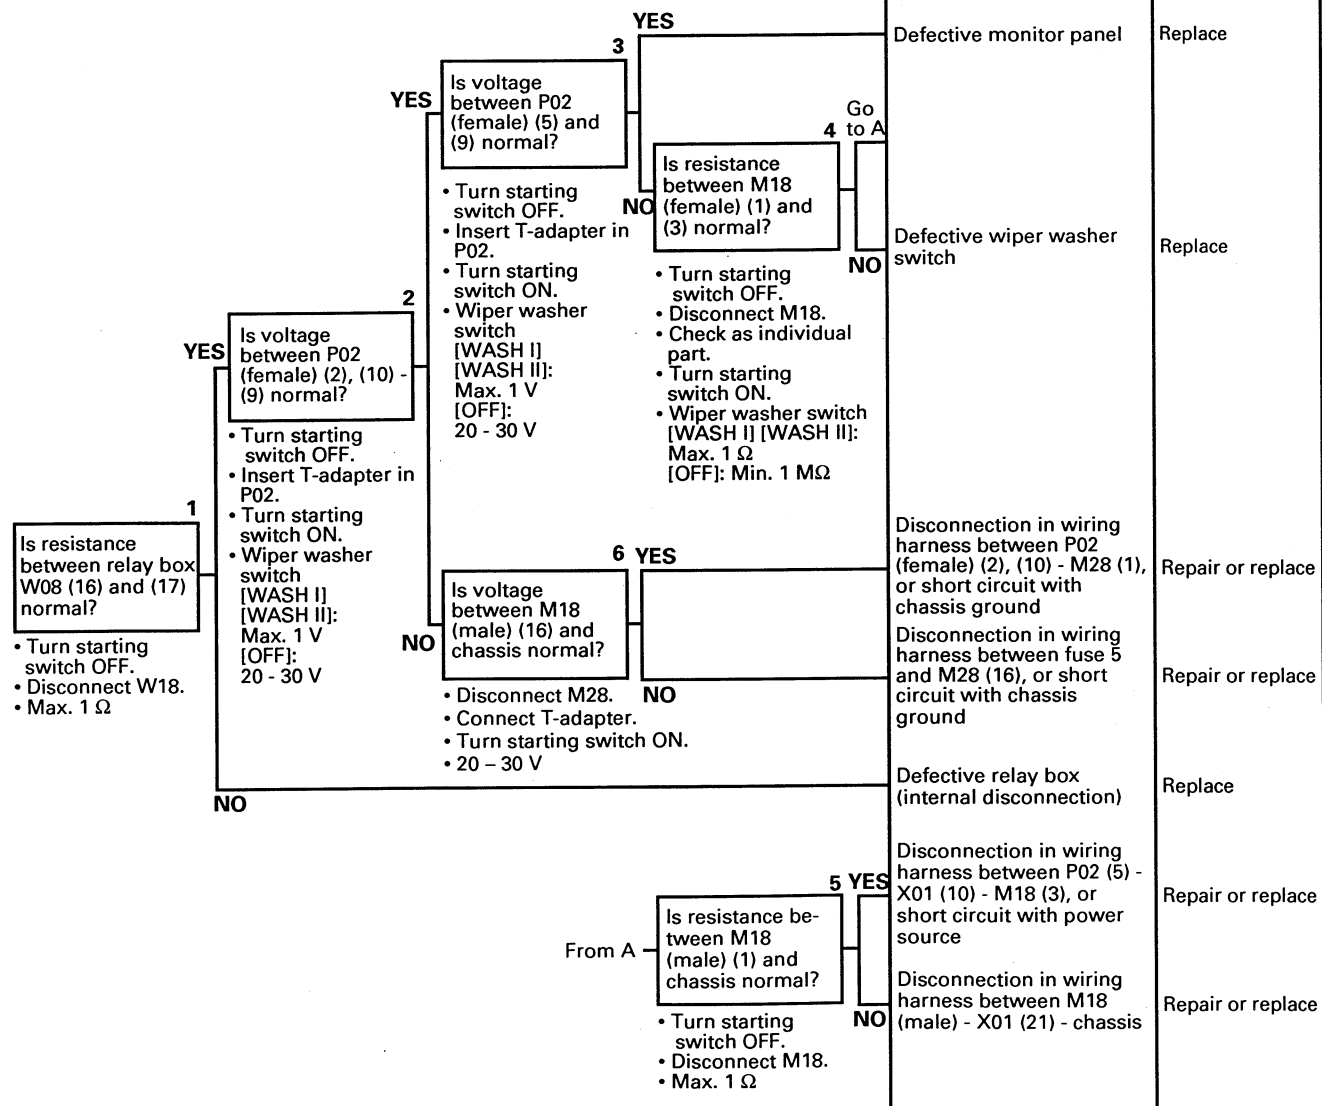 1
Is resistance
between relay box
W08 (16) and (17)
normal?
• Turn starting
switch OFF.
• Disconnect W18.
• Max. 1 Ω
YES
NO
2
Is voltage
between P02
(female) (2), (10) -
(9) normal?
• Turn starting
switch OFF.
• Insert T-adapter in
P02.
• Turn starting
switch ON.
• Wiper washer
switch
[WASH I]
[WASH II]:
Max. 1 V
[OFF]:
20 - 30 V
YES
NO
3
Is voltage
between P02
(female) (5) and
(9) normal?
• Turn starting
switch OFF.
• Insert T-adapter in
P02.
• Turn starting
switch ON.
• Wiper washer
switch
[WASH I]
[WASH II]:
Max. 1 V
[OFF]:
20 - 30 V
YES
Defective monitor panel
Replace
NO
4
Is resistance
between M18
(female) (1) and
(3) normal?
• Turn starting
switch OFF.
• Disconnect M18.
• Check as individual
part.
• Turn starting
switch ON.
• Wiper washer switch
[WASH I] [WASH II]:
Max. 1 Ω
[OFF]: Min. 1 MΩ
Go
to A
NO
Defective wiper washer
switch
Replace
6
Is voltage
between M18
(male) (16) and
chassis normal?
• Disconnect M28.
• Connect T-adapter.
• Turn starting switch ON.
• 20 – 30 V
YES
Disconnection in wiring
harness between P02
(female) (2), (10) - M28 (1),
or short circuit with
chassis ground
Repair or replace
NO
Disconnection in wiring
harness between fuse 5
and M28 (16), or short
circuit with chassis
ground
Repair or replace
Defective relay box
(internal disconnection)
Replace
From A
5
Is resistance be-
tween M18
(male) (1) and
chassis normal?
• Turn starting
switch OFF.
• Disconnect M18.
• Max. 1 Ω
YES
Disconnection in wiring
harness between P02 (5) -
X01 (10) - M18 (3), or
short circuit with power
source
Repair or replace
NO
Disconnection in wiring
harness between M18
(male) - X01 (21) - chassis
Repair or replace